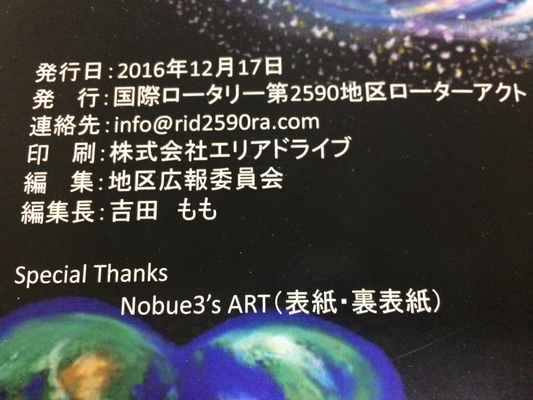 発行日：2016年12月17日
発　行：国際ロータリー第2590地区ローターアクト
連絡先：info@rid2590ra.com
印　刷：株式会社エリアドライブ
編　集：地区広報委員会
編集長：吉田　もも
Special Thanks
Nobue3's ART（表紙・裏表紙）